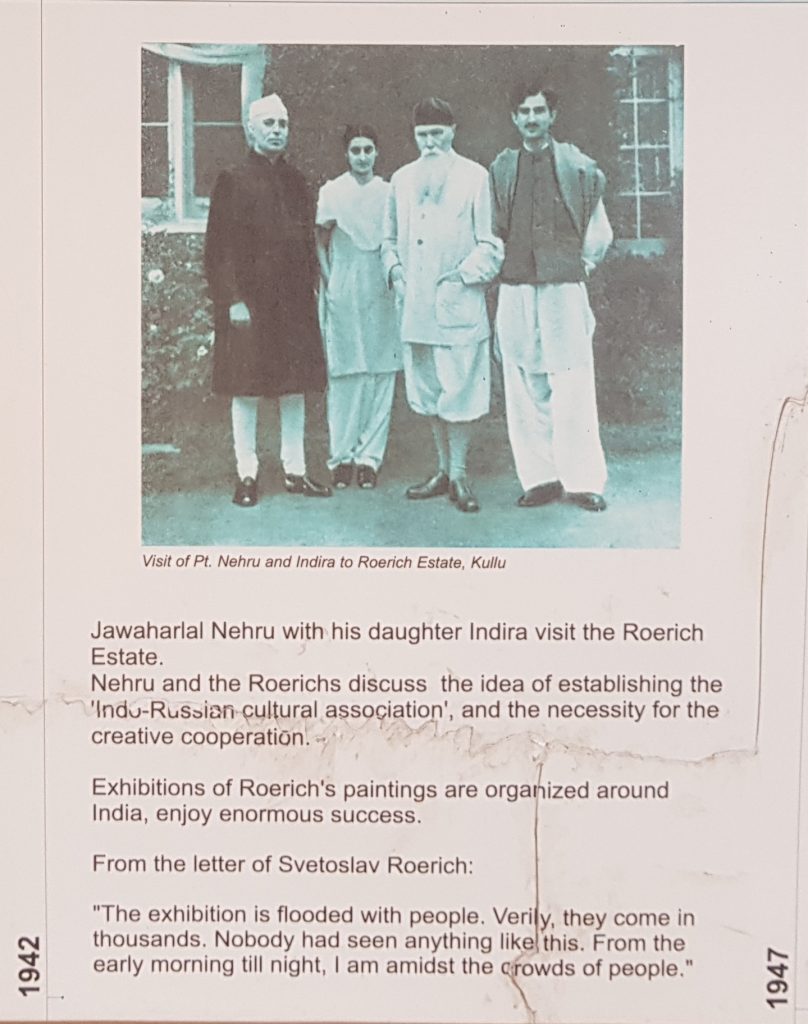 Visit of Pt. Nehru and Indira to Roerich Estate, Kullu
Jawaharlal Nehru with his daughter Indira visit the Roerich
Estate.
Nehru and the Roerichs discuss the idea of establishing the
'Indo-Russian cultural association', and the necessity for the
creative cooperation.
Exhibitions of Roerich's paintings are organized around
India, enjoy enormous success.
From the letter of Svetoslav Roerich:
"The exhibition is flooded with people. Verily, they come in
thousands. Nobody had seen anything like this. From the
early morning till night, I am amidst the crowds of people."
1942
1947